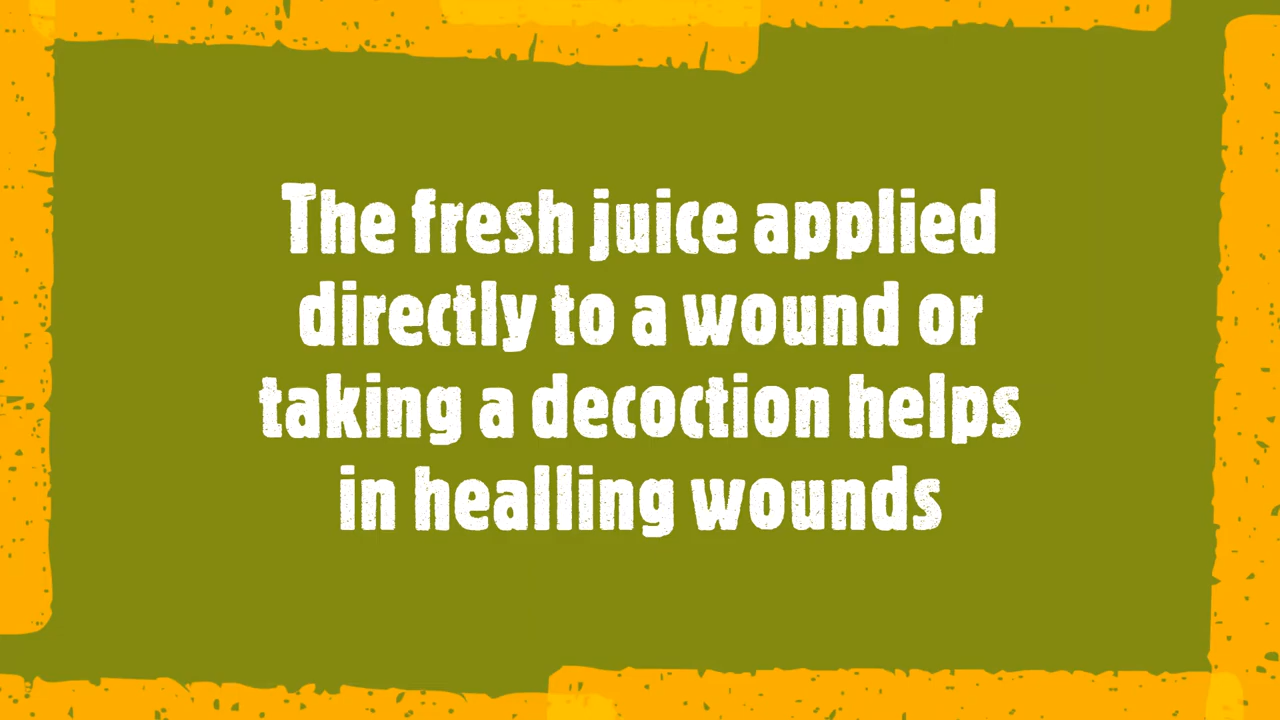 The fresh juice applied
directly to a wound or
taking a decoction helps
in healling wounds